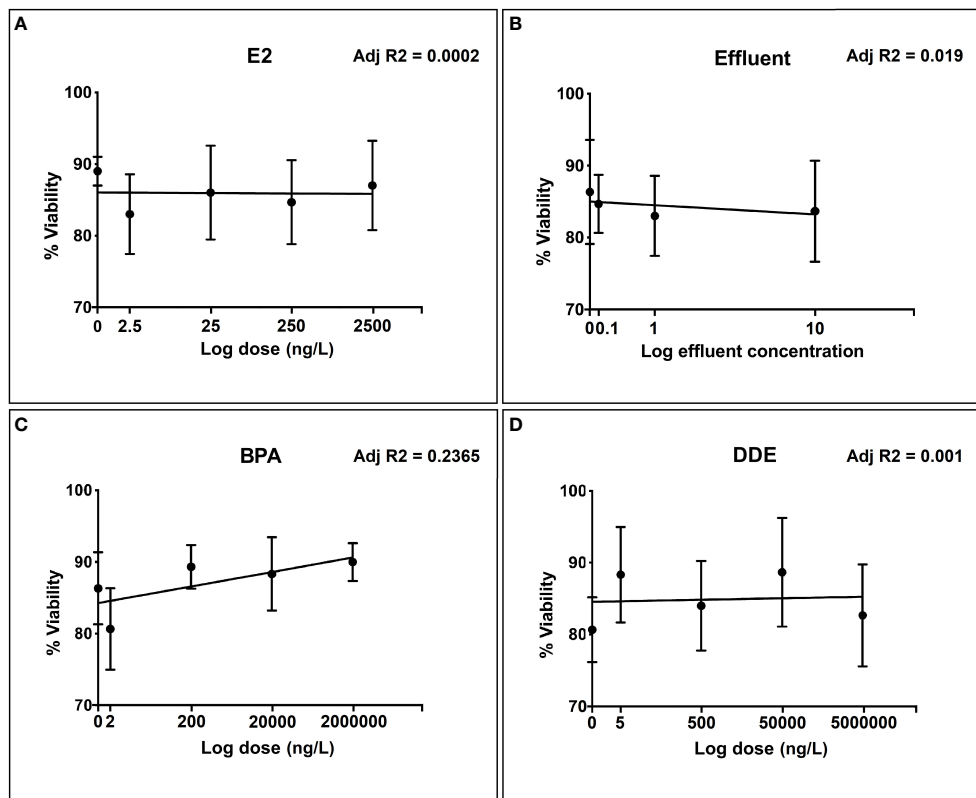 A
E2
Adj R2 = 0.0002
100
90
80
70
% Viability
0 2.5 25 250 2500
Log dose (ng/L)
B
Effluent
Adj R2 = 0.019
100
90
80
70
% Viability
0 0.1 1 10
Log effluent concentration
C
BPA
Adj R2 = 0.2365
100
90
80
70
% Viability
0 2 200 20000 2000000
Log dose (ng/L)
D
DDE
Adj R2 = 0.001
100
90
80
70
% Viability
0 5 500 50000 5000000
Log dose (ng/L)